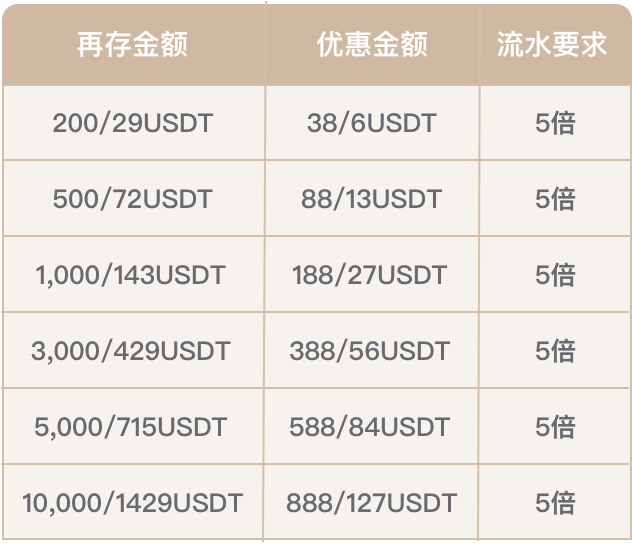 再存金额 优惠金额 流水要求
200/29USDT 38/6USDT 5倍
500/72USDT 88/13USDT 5倍
1,000/143USDT 188/27USDT 5倍
3,000/429USDT 388/56USDT 5倍
5,000/715USDT 588/84USDT 5倍
10,000/1429USDT 888/127USDT 5倍